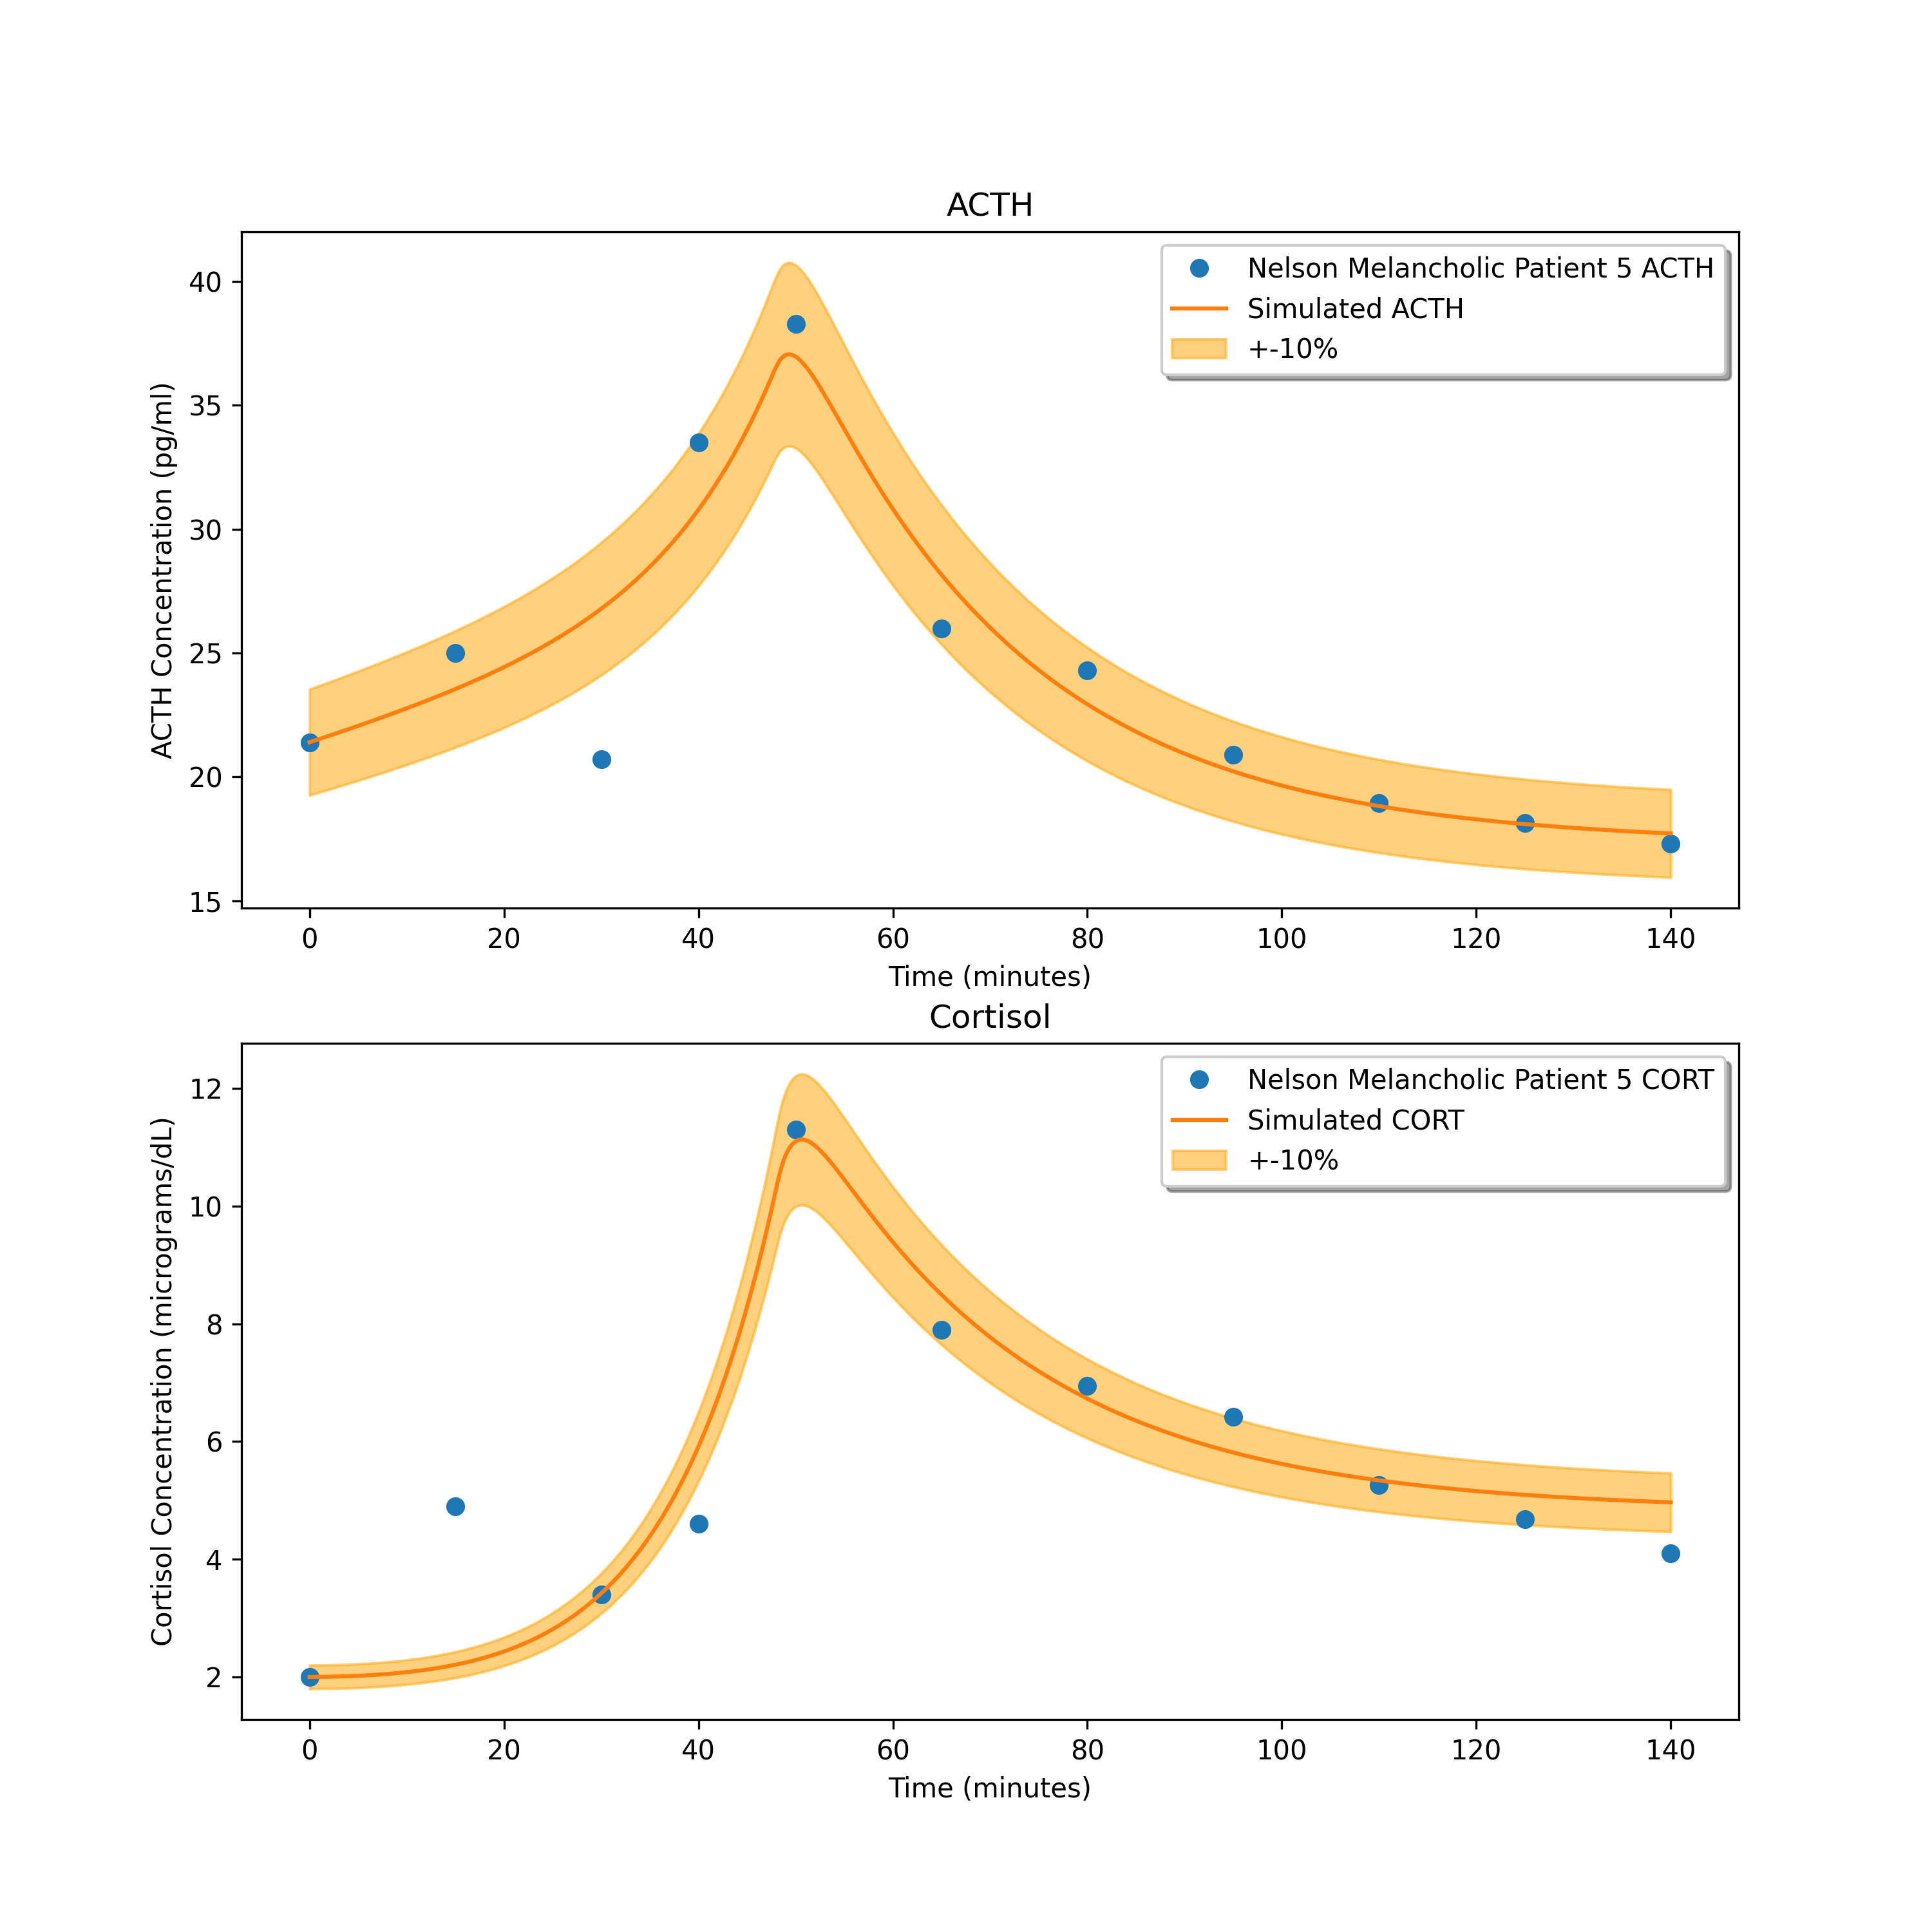 ACTH
Nelson Melancholic Patient 5 ACTH
Simulated ACTH
+-10%
ACTH Concentration (pg/ml)
40
35
30
25
20
15
0 20 40 60 80 100 120 140
Time (minutes)
Cortisol
Nelson Melancholic Patient 5 CORT
Simulated CORT
+-10%
Cortisol Concentration (micrograms/dL)
12
10
8
6
4
2
0 20 40 60 80 100 120 140
Time (minutes)